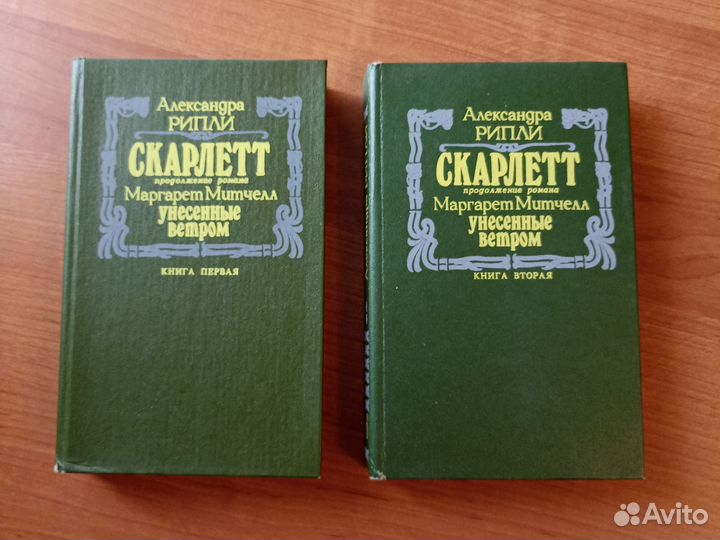 Александра
РИПЛИ
СКАРЛЕТТ
продолжение романа
Маргарет Митчелл
унесенные
ветром
КНИГА ПЕРВАЯ
Александра
РИПЛИ
СКАРЛЕТТ
продолжение романа
Маргарет Митчелл
унесенные
ветром
КНИГА ВТОРАЯ
Avito